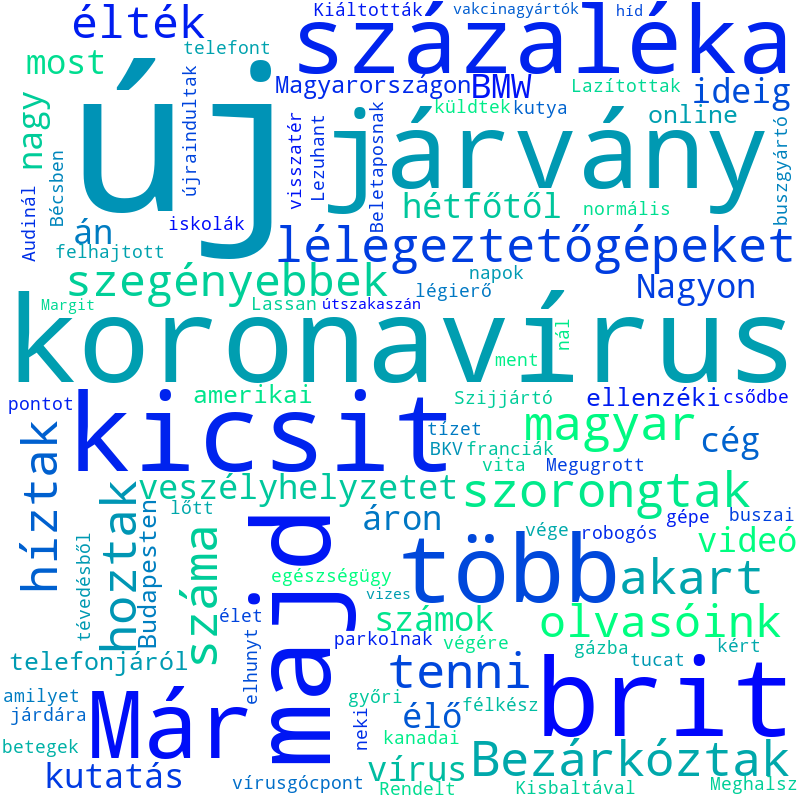 Kiáltották
vakcinagyártók
híd
élték
százaléka
telefont
most
Magyarországon
BMW
Lazítottak
ideig
új
nagy
újraindultak
küldtek
kutya
online
visszatér
Lezuhant
Beletaposnak
járvány
buszgyártó
Bécsben
Audinál
iskolák
hétfőtől
normális
án
felhajtott
lélegeztetőgépeket
szegényebbek
napok
légierő
Nagyon
Margit
Lassan
útszakaszán
koronavírus
nál
ment
pontot
kicsit
amerikai
Szijjártó
ellenzéki
csődbe
magyar
híztak
tízet
BKV
franciák
cég
vita
Megugrott
hoztak
veszélyhelyzetet
szorongtak
lőtt
Budapesten
száma
majd
áron
vége
robogós
gépe
buszai
videó
tévedésből
több
akart
egészségügy
vizes
élet
számok
olvasóink
parkolnak
végére
gázba
kért
telefonjáról
elhunyt
tenni
tucat
brit
amilyet
Már
győri
félkész
járdára
neki
élő
kanadai
betegek
kutatás
vírusgócpont
vírus
Bezárkóztak
Rendelt
Kisbaltával
Meghalsz